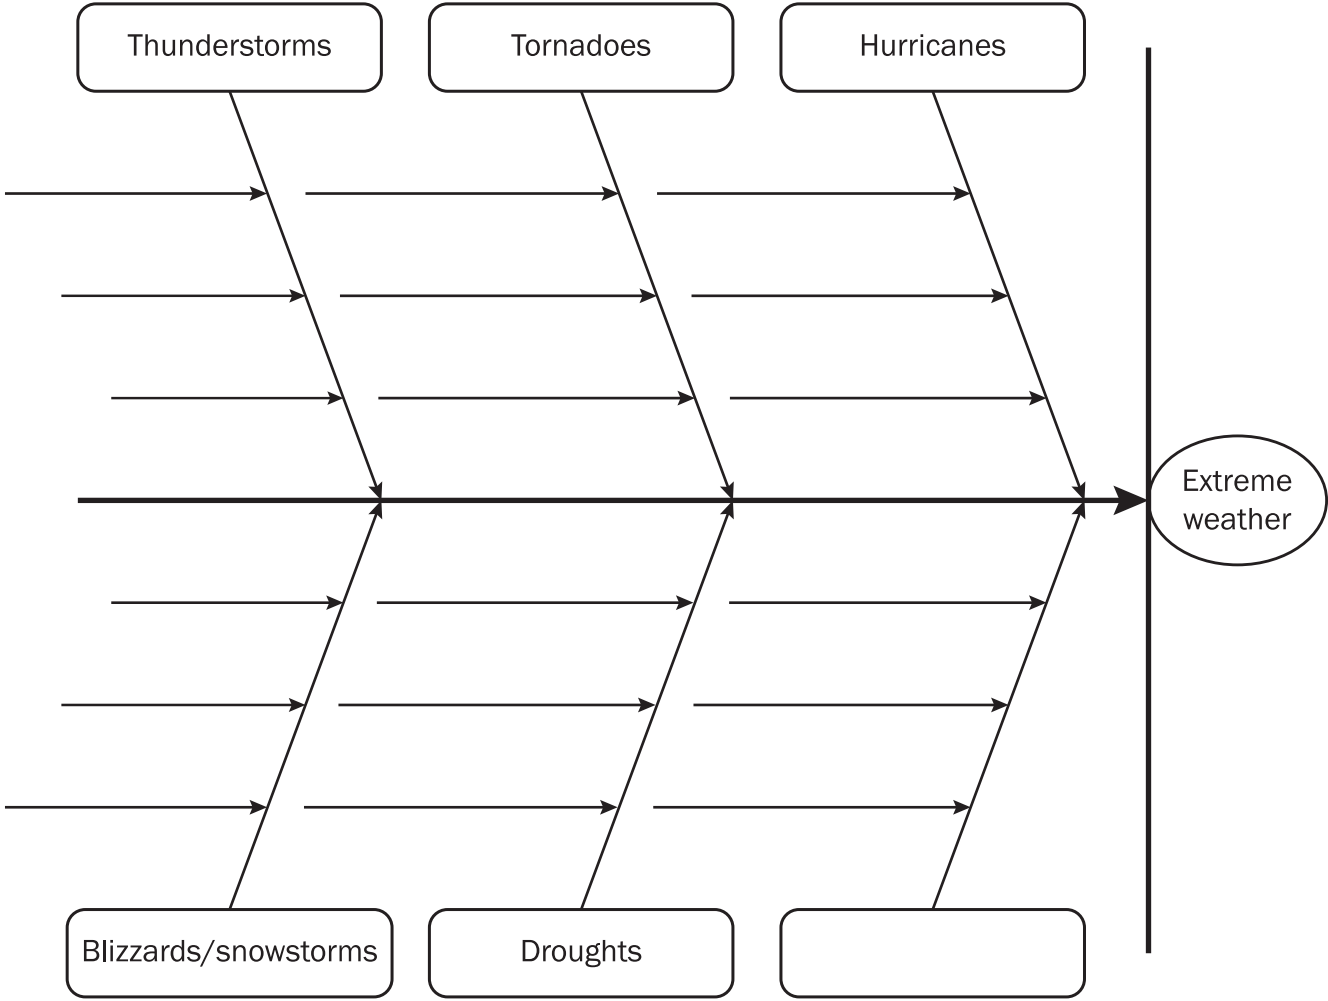 Thunderstorms
Tornadoes
Hurricanes
Extreme
weather
Blizzards/snowstorms
Droughts